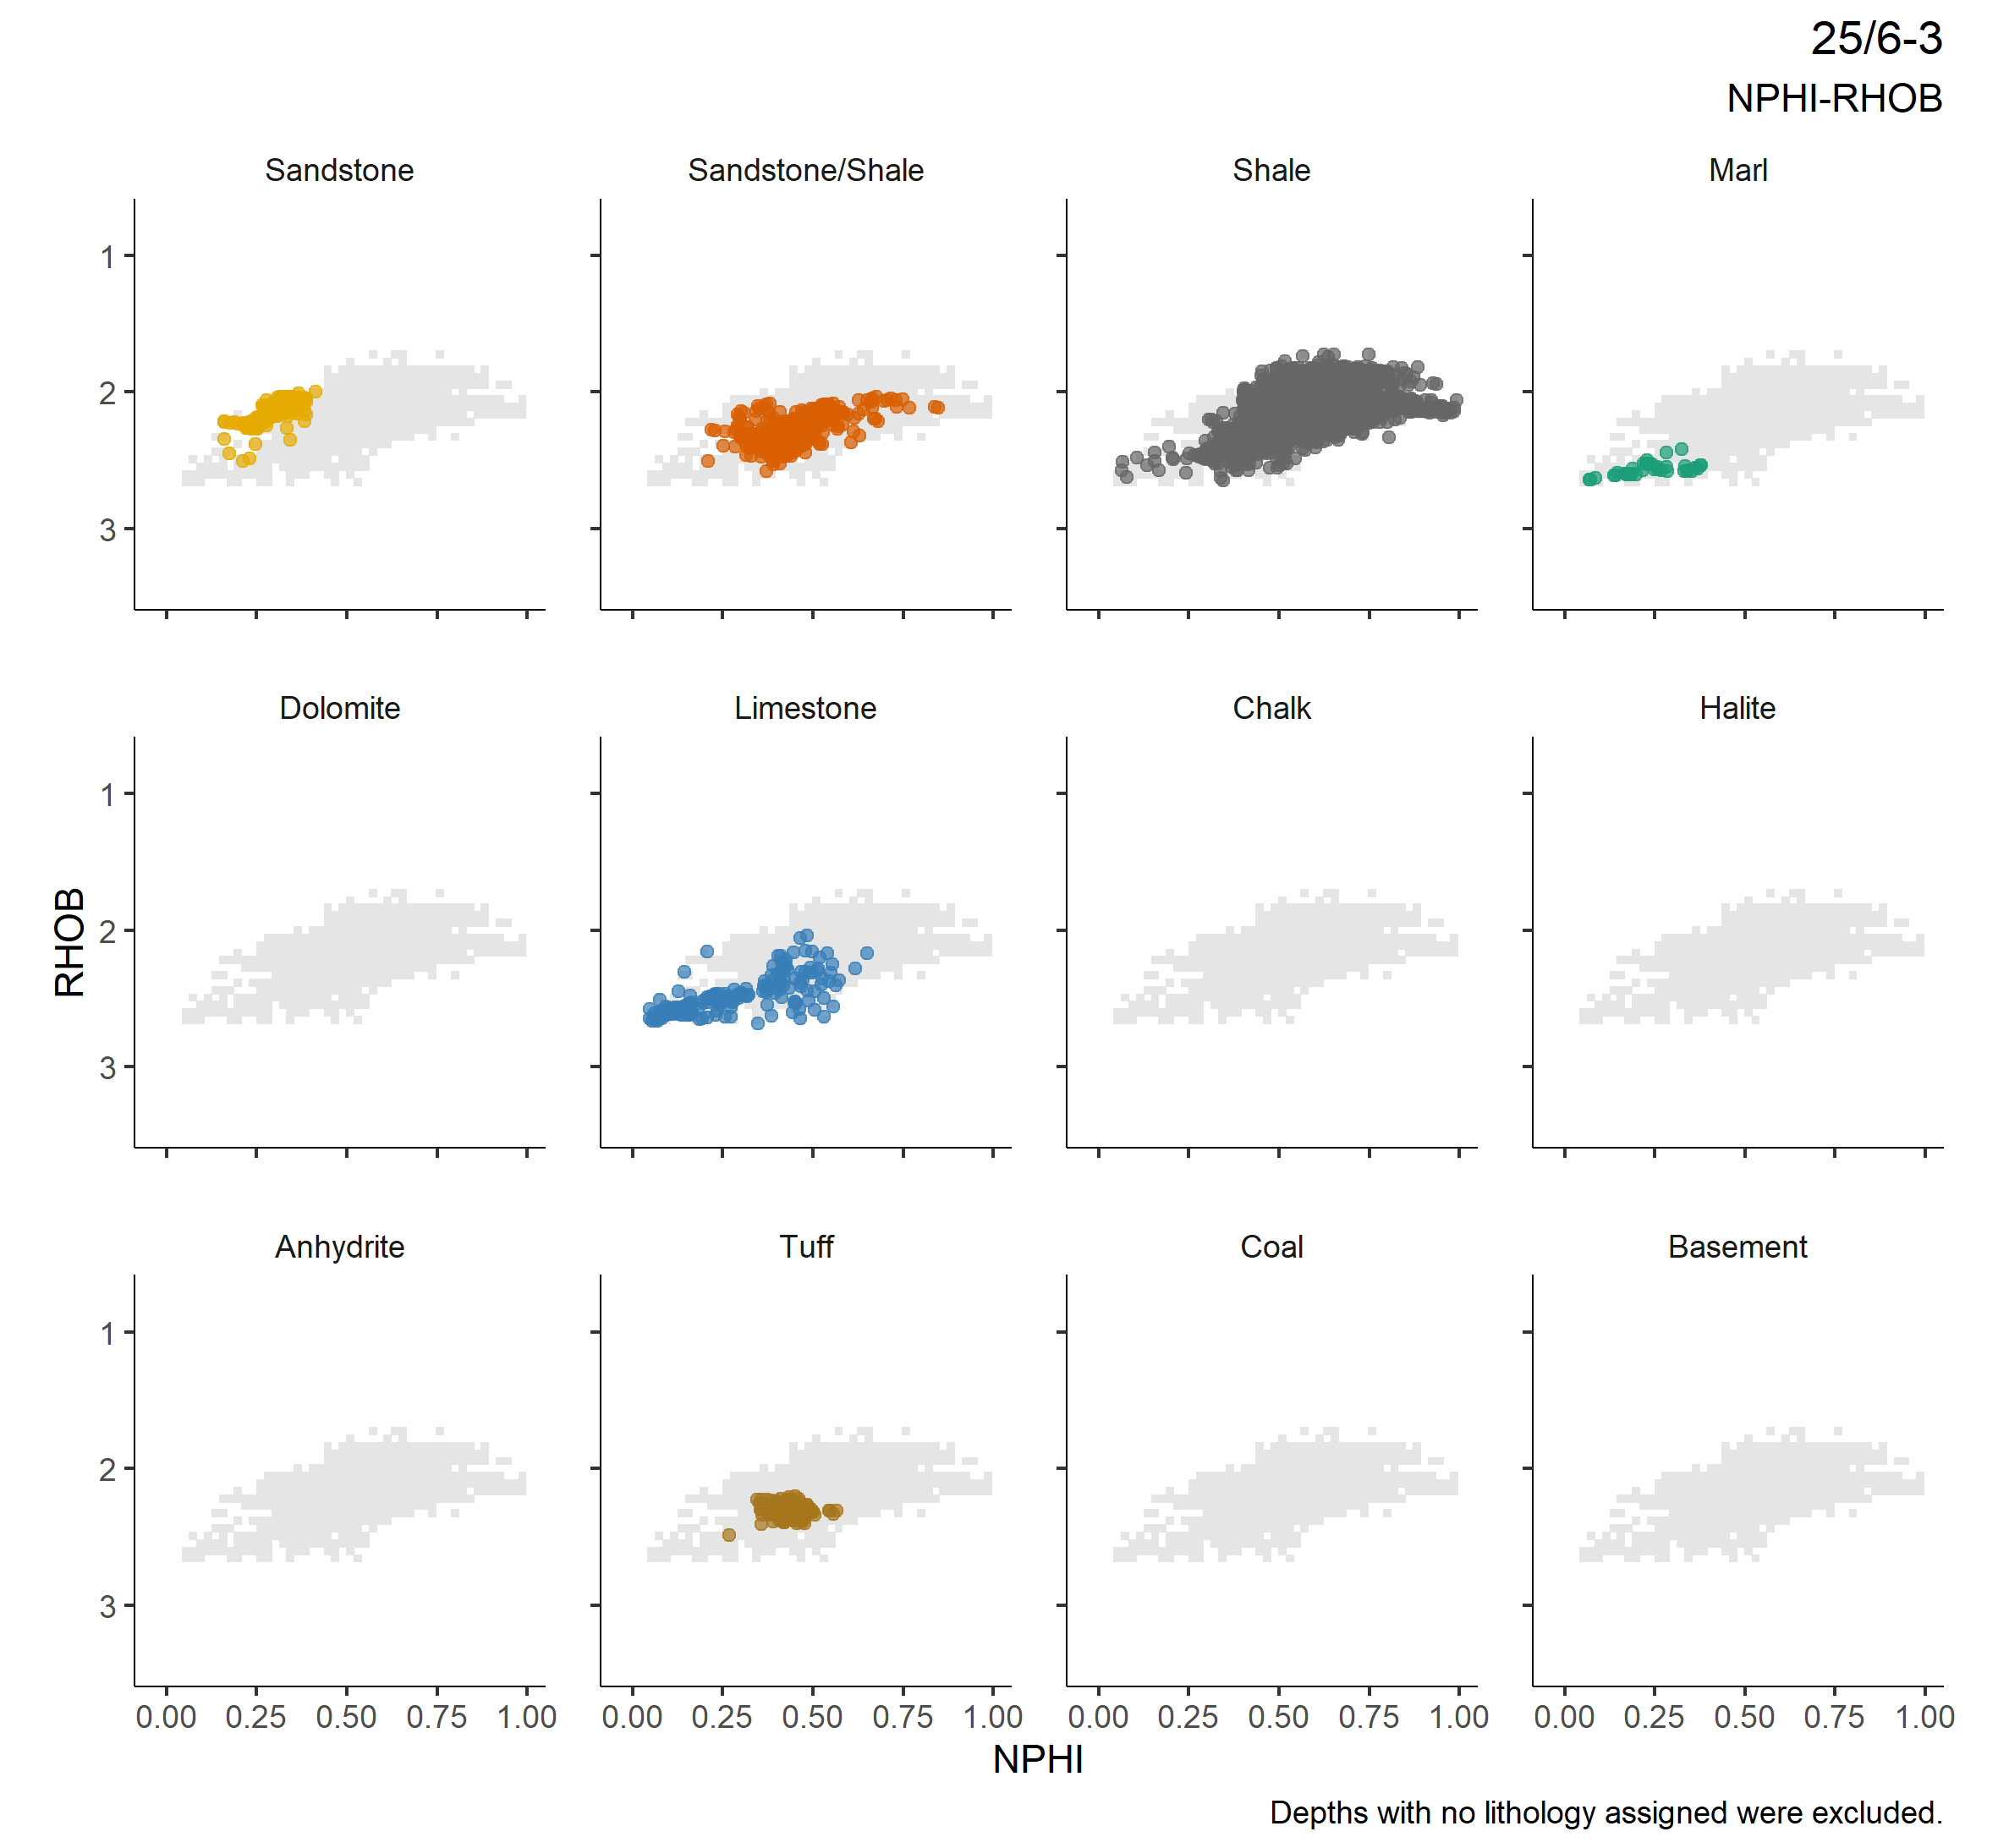 25/6-3
NPHI-RHOB
Sandstone
Sandstone/Shale
Shale
Marl
1
2
3
Dolomite
Limestone
Chalk
Halite
RHOB
1
2
3
Anhydrite
Tuff
Coal
Basement
1
2
3
0.00 0.25 0.50 0.75 1.00
0.00 0.25 0.50 0.75 1.00
0.00 0.25 0.50 0.75 1.00
0.00 0.25 0.50 0.75 1.00
NPHI
Depths with no lithology assigned were excluded.